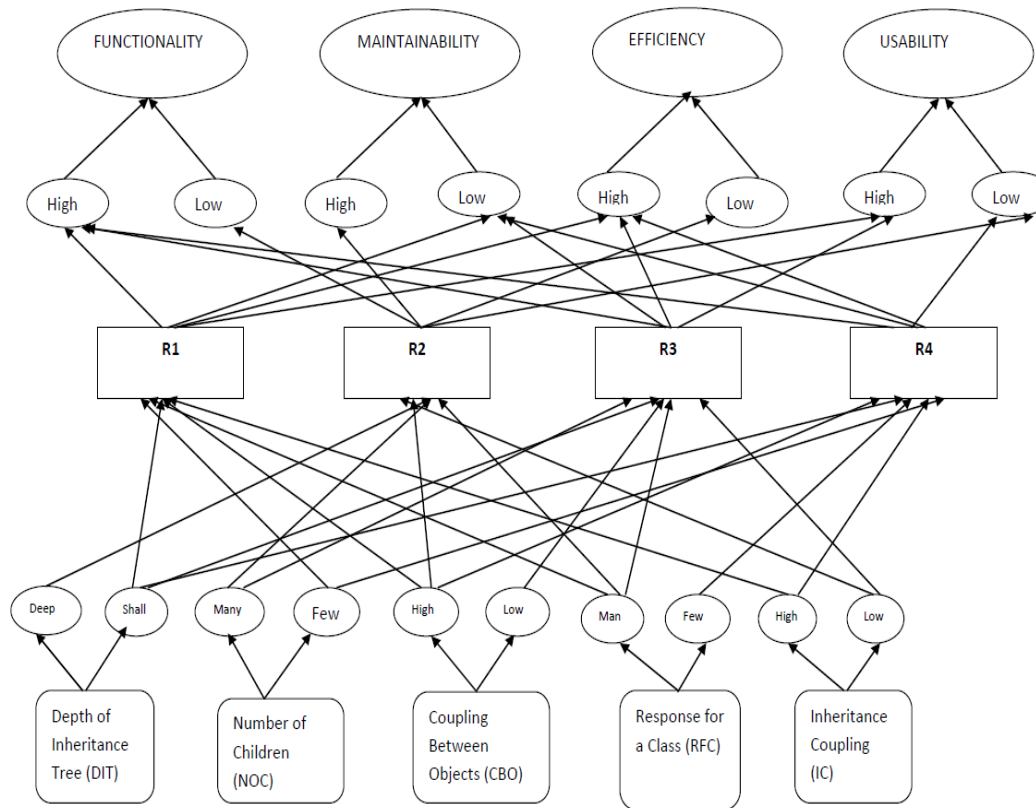 FUNCTIONALITY
MAINTAINABILITY
EFFICIENCY
USABILITY
High
Low
High
Low
High
Low
High
Low
R1
R2
R3
R4
Deep
Shall
Many
Few
High
Low
Man
Few
High
Low
Depth of
Inheritance
Tree (DIT)
Number of
Children
(NOC)
Coupling
Between
Objects (CBO)
Response for
a Class (RFC)
Inheritance
Coupling
(IC)